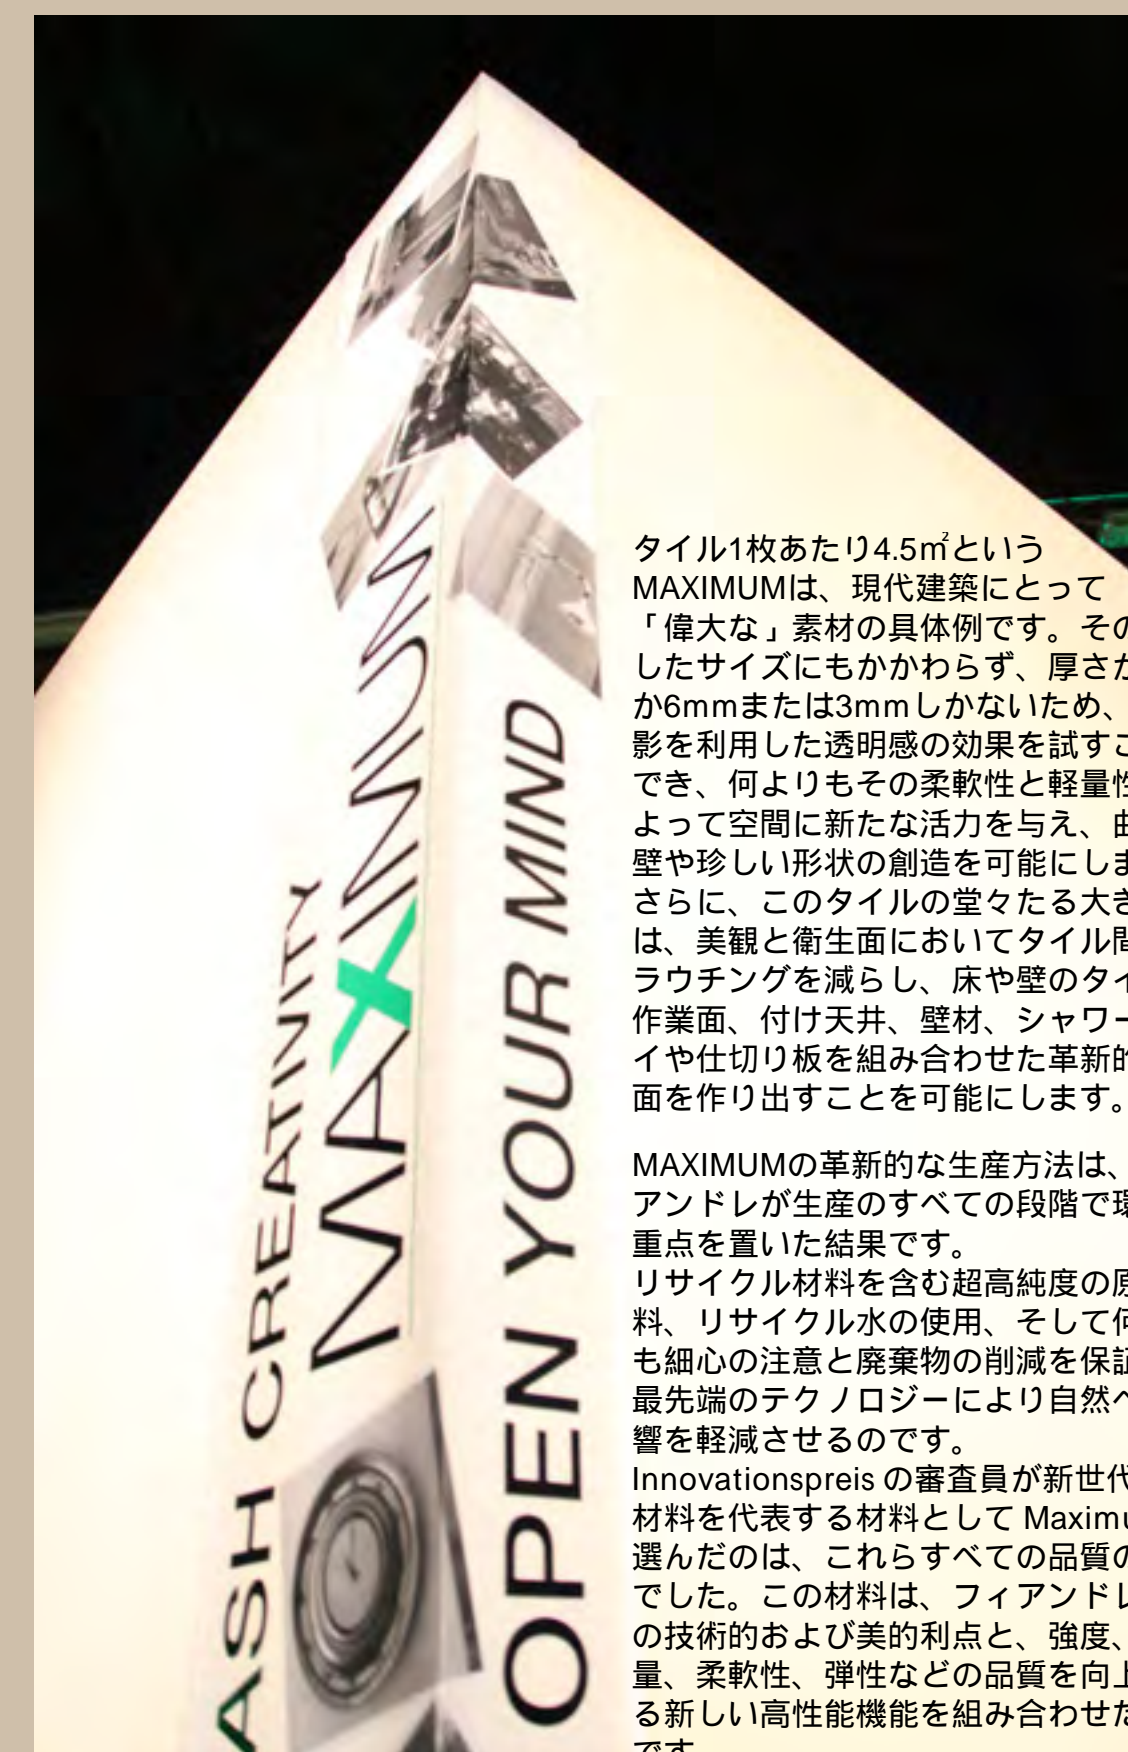 タイル1枚あたり4.5㎡という
MAXIMUMは、現代建築にとって
「偉大な」素材の具体例です。その
したサイズにもかかわらず、厚さが
か6mmまたは3mmしかないため、
影を利用した透明感の効果を試すこ
でき、何よりもその柔軟性と軽量性
よって空間に新たな活力を与え、曲
壁や珍しい形状の創造を可能にしま
さらに、このタイルの堂々たる大き
は、美観と衛生面においてタイル間
ラウチングを減らし、床や壁のタイ
作業面、付け天井、壁材、シャワー
イや仕切り板を組み合わせた革新的
面を作り出すことを可能にします。
MAXIMUMの革新的な生産方法は、
アンドレが生産のすべての段階で環
重点を置いた結果です。
リサイクル材料を含む超高純度の原
料、リサイクル水の使用、そして何
も細心の注意と廃棄物の削減を保証
最先端のテクノロジーにより自然へ
響を軽減させるのです。
Innovationspreis の審査員が新世代
材料を代表する材料として Maximu
選んだのは、これらすべての品質の
でした。この材料は、フィアンドレ
の技術的および美的利点と、強度、
量、柔軟性、弾性などの品質を向上
る新しい高性能機能を組み合わせた
です
ASH CREATINITY
MAXINUM
OPEN YOUR MIND